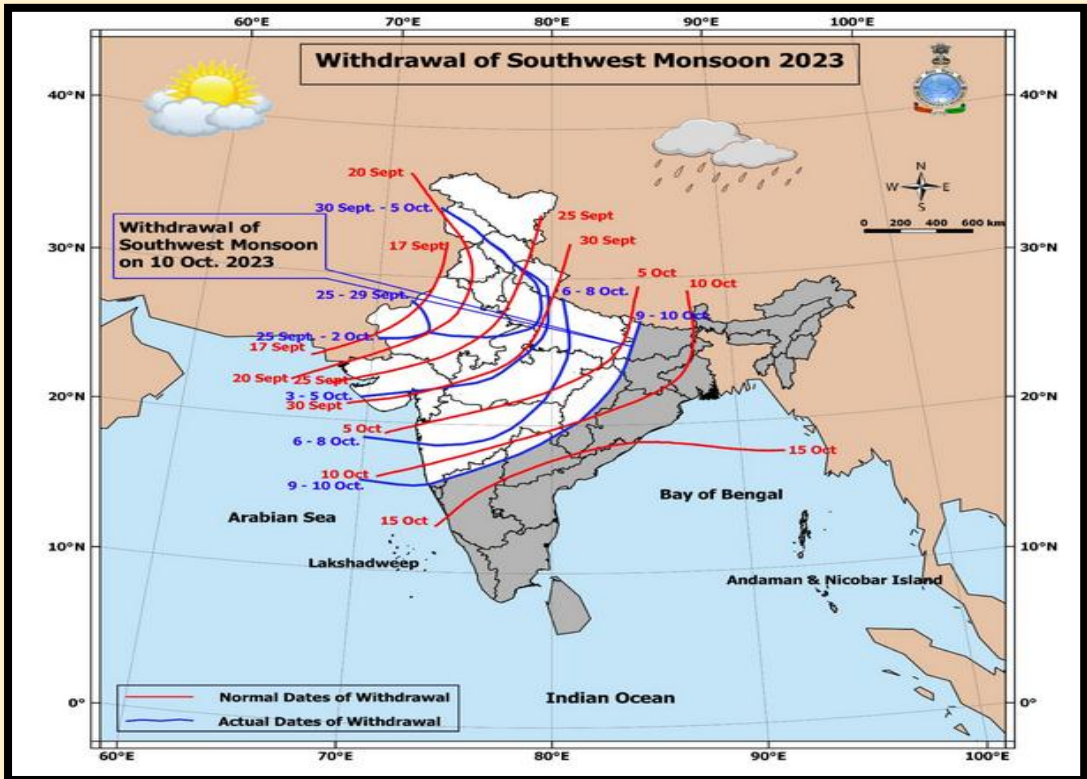 60°E 70°E 80°E 90°E 100°E
Withdrawal of Southwest Monsoon 2023
40°N 40°N
N
W E
S
0 200 400 600 km
20 Sept
30 Sept. - 5 Oct.
25 Sept
Withdrawal of
Southwest Monsoon
on 10 Oct. 2023
17 Sept
30 Sept
30°N 30°N
5 Oct
10 Oct
25 - 29 Sept.
6 - 8 Oct.
9 - 10 Oct.
25 Sept. - 2 Oct.
17 Sept
20 Sept
25 Sept
3 - 5 Oct.
30 Sept
20°N 20°N
5 Oct
6 - 8 Oct.
15 Oct
10 Oct
9 - 10 Oct.
Bay of Bengal
Arabian Sea
15 Oct
10°N 10°N
Lakshadweep
Andaman & Nicobar Island
Normal Dates of Withdrawal
Indian Ocean
0° 0°
Actual Dates of Withdrawal
60°E 70°E 80°E 90°E 100°E